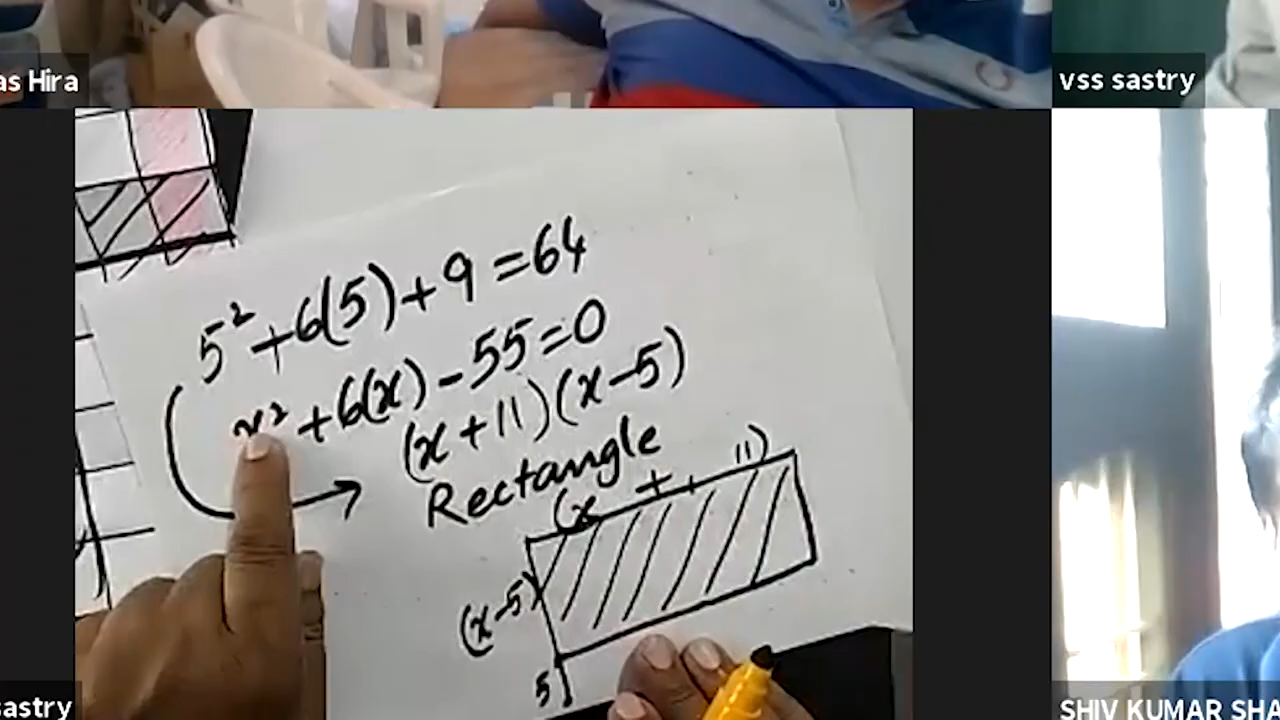 as Hira
vss sastry
5² + 6(5) + 9 = 64
x² + 6(x) - 55 = 0
(x + 11)(x - 5)
Rectangle
(x + 11)
(x - 5)
5
sastry
SHIV KUMAR SHA